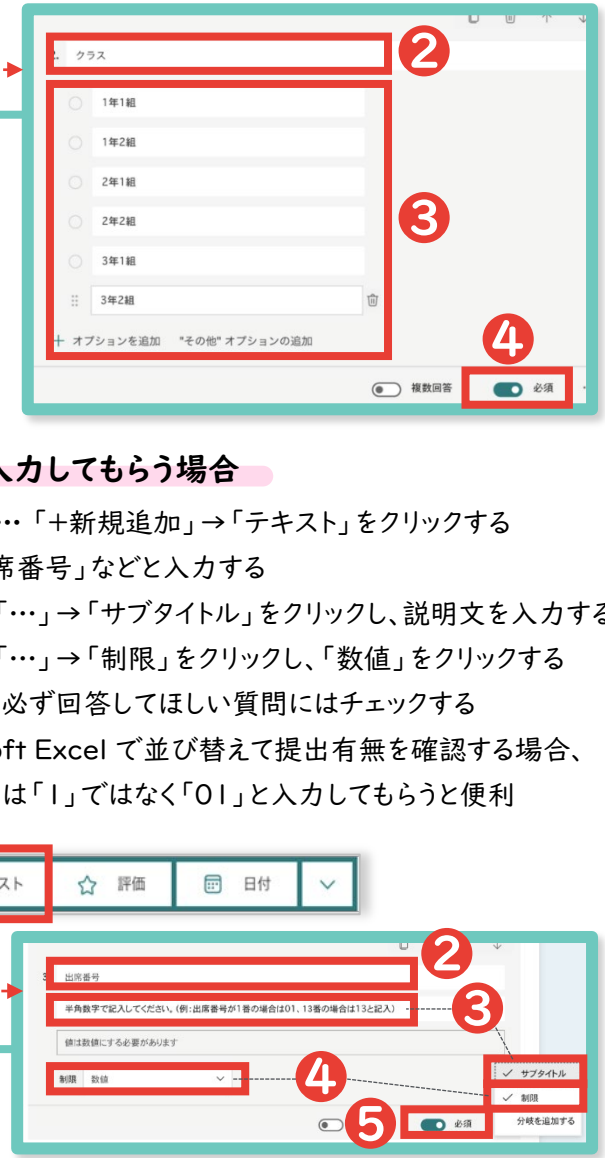 2. クラス
②
1年1組
1年2組
2年1組
2年2組
③
3年1組
3年2組
+ オプションを追加 "その他" オプションの追加
④
複数回答 必須
入力してもらう場合
…「+新規追加」→「テキスト」をクリックする
席番号」などと入力する
「…」→「サブタイトル」をクリックし、説明文を入力する
「…」→「制限」をクリックし、「数値」をクリックする
必ず回答してほしい質問にはチェックする
oft Excel で並び替えて提出有無を確認する場合、
は「1」ではなく「01」と入力してもらうと便利
スト 評価 日付
②
3. 出席番号
半角数字で記入してください。(例:出席番号が1番の場合は01、13番の場合は13と記入)
③
値は数値にする必要があります
サブタイトル
制限 数値
④
制限
⑤
必須
分岐を追加する